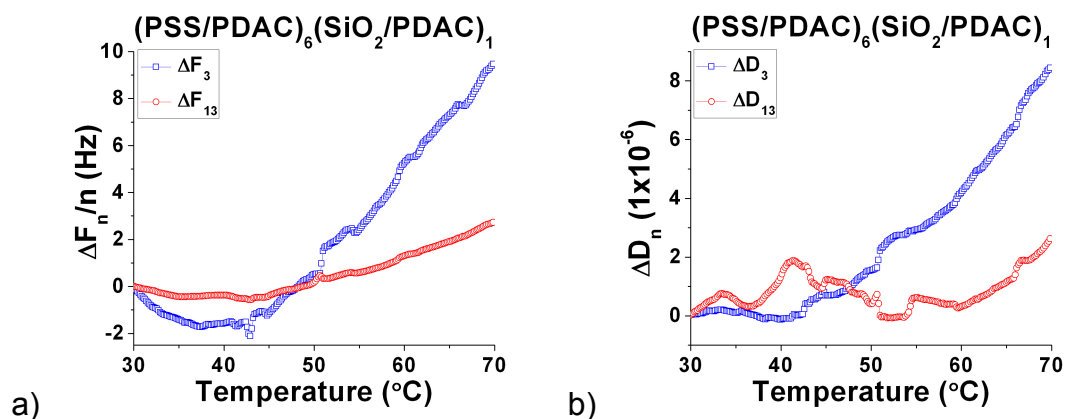 (PSS/PDAC)6(SiO2/PDAC)1
ΔF3
ΔF13
ΔFn/n (Hz)
10
8
6
4
2
0
-2
30 40 50 60 70
Temperature (°C)
a)
(PSS/PDAC)6(SiO2/PDAC)1
ΔD3
ΔD13
ΔDn (1x10-6)
8
6
4
2
0
30 40 50 60 70
Temperature (°C)
b)